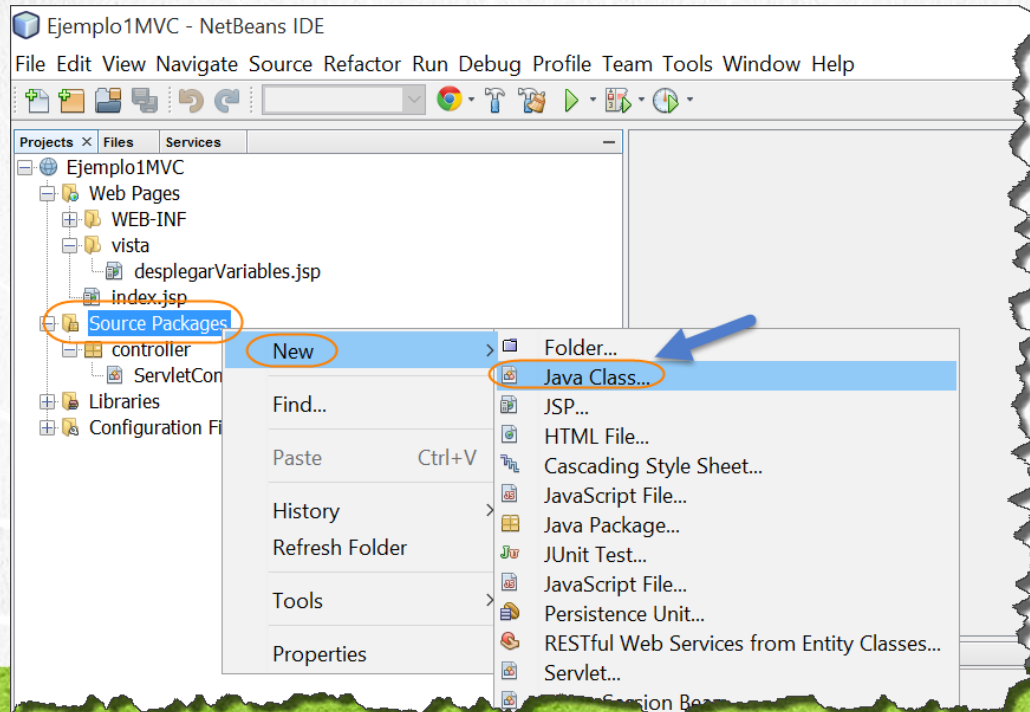 Ejemplo1MVC - NetBeans IDE
File Edit View Navigate Source Refactor Run Debug Profile Team Tools Window Help
Projects × Files Services
Ejemplo1MVC
Web Pages
WEB-INF
vista
desplegarVariables.jsp
index.jsp
Source Packages
controller
ServletCon
Libraries
Configuration Fi
New
Find...
Paste Ctrl+V
History
Refresh Folder
Tools
Properties
Folder...
Java Class...
JSP...
HTML File...
Cascading Style Sheet...
JavaScript File...
Java Package...
JUnit Test...
JavaScript File...
Persistence Unit...
RESTful Web Services from Entity Classes...
Servlet...